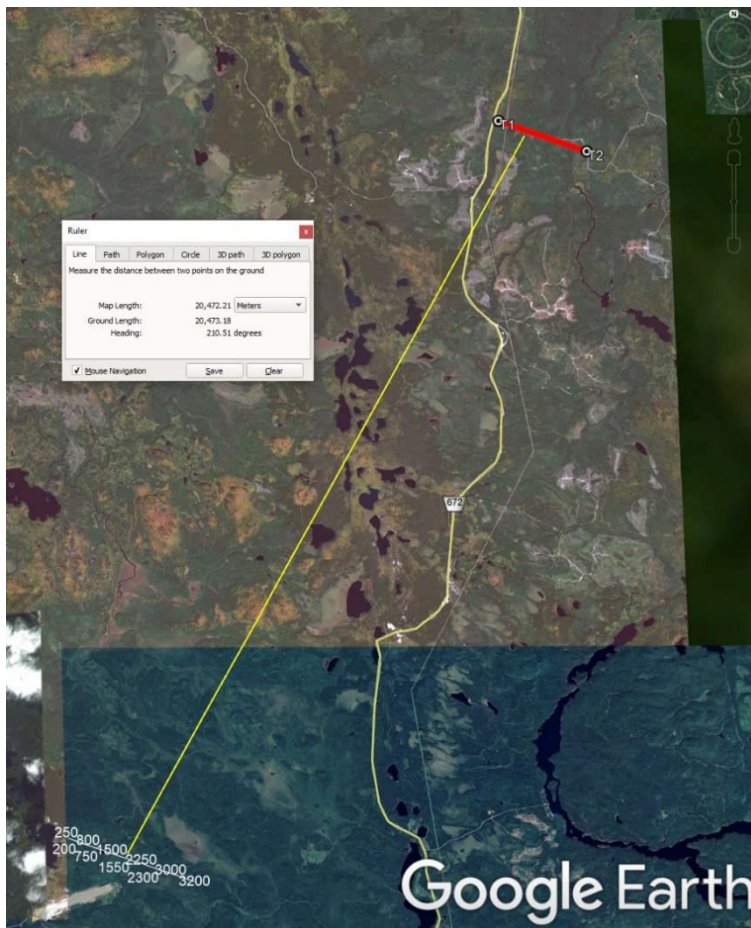 N
T1
T2
Ruler
x
Line Path Polygon Circle 3D path 3D polygon
Measure the distance between two points on the ground
Map Length: 20,472.21 Meters
Ground Length: 20,473.18
Heading: 210.51 degrees
Mouse Navigation Save Clear
672
250
800
200
750
1500
1550
2250
2300
3000
3200
Google Earth